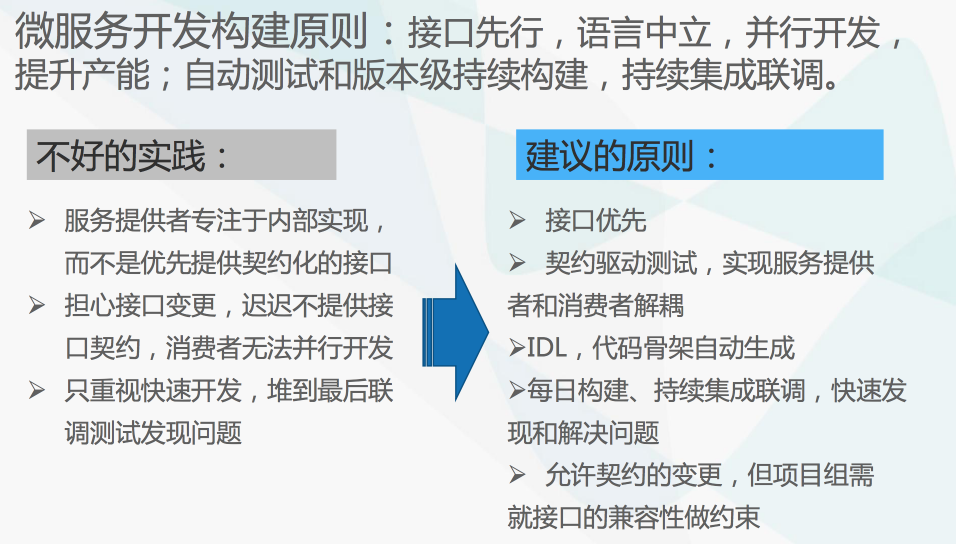 微服务开发构建原则：接口先行，语言中立，并行开发，
提升产能；自动测试和版本级持续构建，持续集成联调。
不好的实践：
➢ 服务提供者专注于内部实现，
而不是优先提供契约化的接口
➢ 担心接口变更，迟迟不提供接
口契约，消费者无法并行开发
➢ 只重视快速开发，堆到最后联
调测试发现问题
建议的原则：
➢ 接口优先
➢ 契约驱动测试，实现服务提供
者和消费者解耦
➢IDL，代码骨架自动生成
➢每日构建、持续集成联调，快速发
现和解决问题
➢ 允许契约的变更，但项目组需
就接口的兼容性做约束